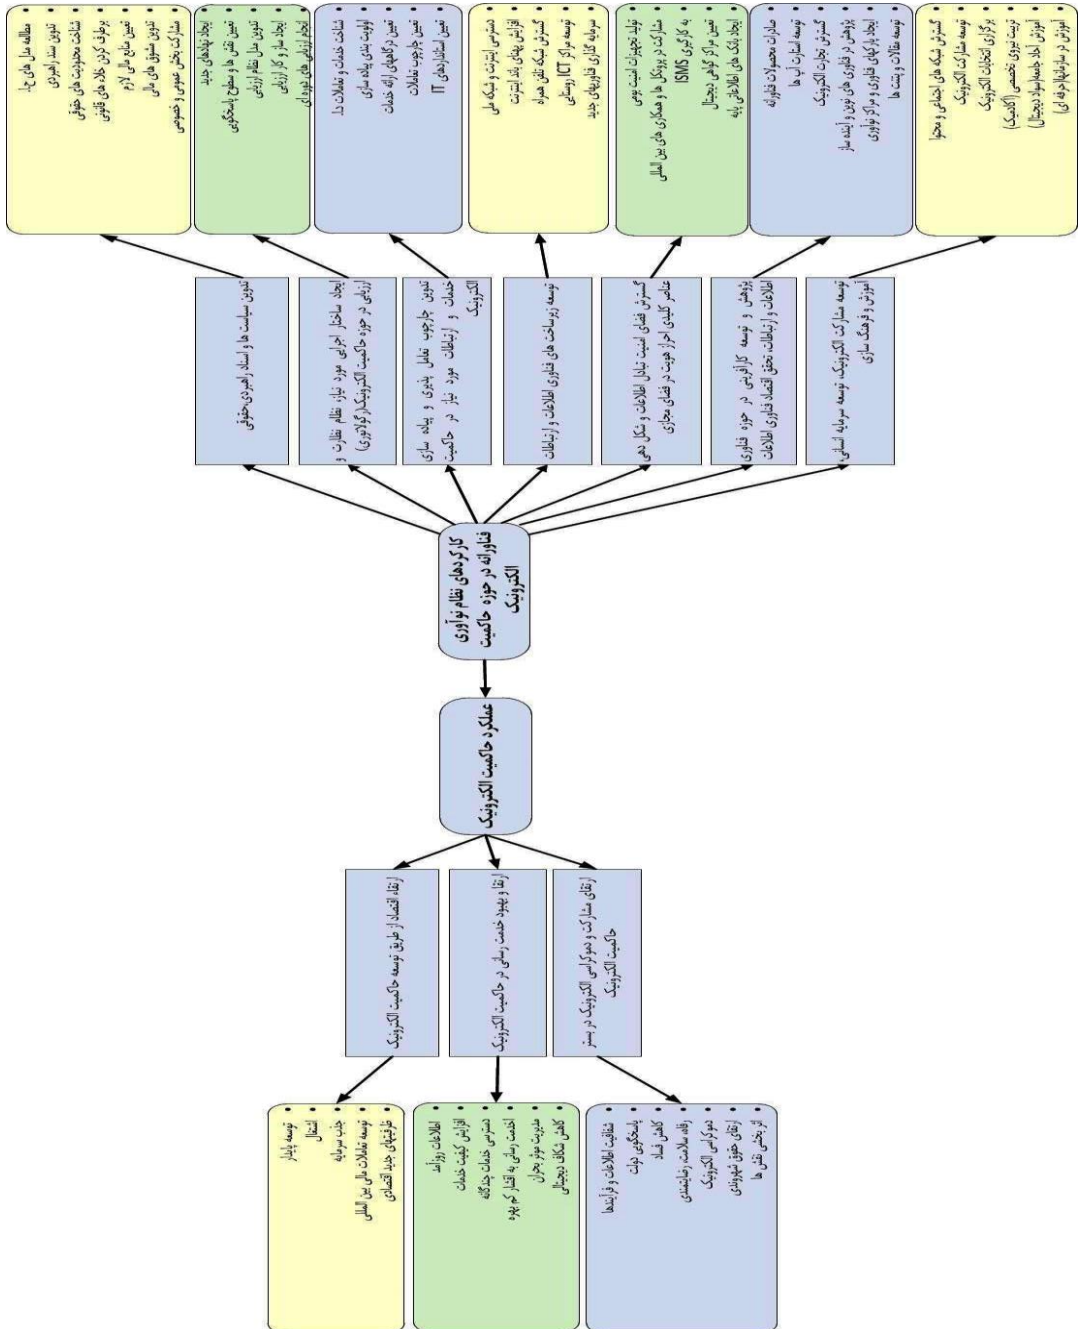 مطالعه مدل های
تدوین سند راهبردی
شناخت محدودیت های حقوقی
برطرف کردن خلاء های قانونی
تعیین منابع مالی لازم
تدوین مشوق های مالی
مشارکت بخش عمومی و خصوصی
ایجاد نهادهای جدید
تعیین نقش ها و سطوح پاسخگویی
تدوین مدل نظام ارزیابی
ایجاد ساز و کار ارزیابی
انجام ارزیابی های دوره ای
شناخت خدمات و تعاملات
اولویت بندی پیاده سازی
تعیین درگاههای ارائه خدمات
تعیین چارچوب تعاملات
تعیین استانداردهای IT
دسترسی اینترنت و شبکه ملی
افزایش پهنای باند اینترنت
گسترش شبکه تلفن همراه
توسعه مراکز ICT روستایی
سرمایه گذاری فناوریهای جدید
تولید تجهیزات امنیت بومی
مشارکت در پروتکل ها و همکاری های بین المللی
به کارگیری ISMS
تعیین مراکز گواهی دیجیتال
ایجاد بانک های اطلاعاتی پایه
صادرات محصولات فناورانه
توسعه استارت آپ ها
گسترش تجارت الکترونیک
پژوهش در فناوری های نوین و آینده ساز
ایجاد پارکهای فناوری و مراکز نوآوری
توسعه مقالات و پتنت ها
گسترش شبکه های اجتماعی و محتوا
توسعه مشارکت الکترونیک
برگزاری انتخابات الکترونیک
تربیت نیروی تخصصی (آکادمیک)
آموزش آحاد جامعه(سواد دیجیتال)
آموزش در سازمانها(حرفه ای)
تدوین سیاست ها و اسناد راهبردی،حقوقی
ایجاد ساختار اجرایی مورد نیاز، نظام نظارت و
ارزیابی در حوزه حاکمیت الکترونیک(رگولاتوری)
تدوین چارچوب تعامل پذیری و پیاده سازی
خدمات و ارتباطات مورد نیاز در حاکمیت
الکترونیک
توسعه زیرساخت های فناوری اطلاعات و ارتباطات
گسترش فضای امنیت تبادل اطلاعات و شکل دهی
عناصر کلیدی احراز هویت در فضای مجازی
پژوهش و توسعه کارآفرینی در حوزه فناوری
اطلاعات و ارتباطات، تحقق اقتصاد فناوری اطلاعات
توسعه مشارکت الکترونیک، توسعه سرمایه انسانی،
آموزش و فرهنگ سازی
کارکردهای نظام نوآوری
فناورانه در حوزه حاکمیت
الکترونیک
عملکرد حاکمیت الکترونیک
ارتقاء اقتصاد از طریق توسعه حاکمیت الکترونیک
ارتقا و بهبود خدمت رسانی در حاکمیت الکترونیک
ارتقای مشارکت و دموکراسی الکترونیک در بستر
حاکمیت الکترونیک
توسعه پایدار
اشتغال
جذب سرمایه
توسعه تعاملات مالی بین المللی
ظرفیتهای جدید اقتصادی
اطلاعات روزآمد
افزایش کیفیت خدمات
دسترسی خدمات چندگانه
خدمت رسانی به اقشار کم بهره
مدیریت موثر بحران
کاهش شکاف دیجیتالی
شفافیت اطلاعات و فرآیندها
پاسخگویی دولت
کاهش فساد
رفاه، سلامت، رضایتمندی
دموکراسی الکترونیک
ارتقای حقوق شهروندی
اثر بخشی نقش ها